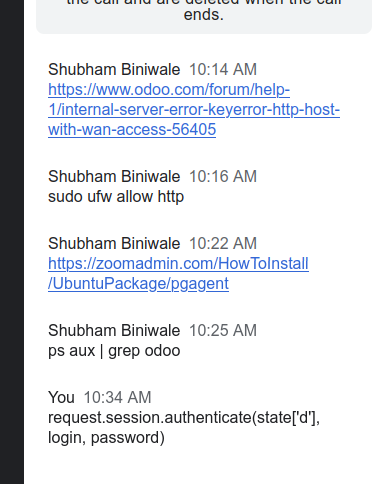 the call and are deleted when the call
ends.
Shubham Biniwale 10:14 AM
https://www.odoo.com/forum/help-
1/internal-server-error-keyerror-http-host-
with-wan-access-56405
Shubham Biniwale 10:16 AM
sudo ufw allow http
Shubham Biniwale 10:22 AM
https://zoomadmin.com/HowToInstall
/UbuntuPackage/pgagent
Shubham Biniwale 10:25 AM
ps aux | grep odoo
You 10:34 AM
request.session.authenticate(state['d'],
login, password)